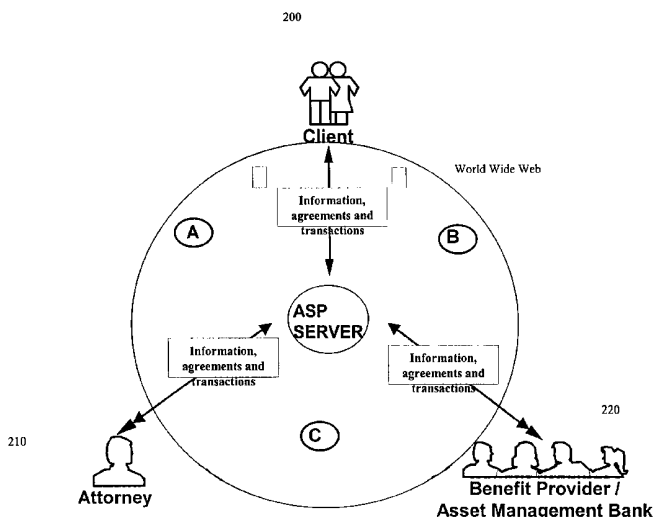 200
Client
World Wide Web
Information,
agreements and
transactions
A
B
ASP
SERVER
Information,
agreements and
transactions
Information,
agreements and
transactions
220
210
C
Attorney
Benefit Provider /
Asset Management Bank